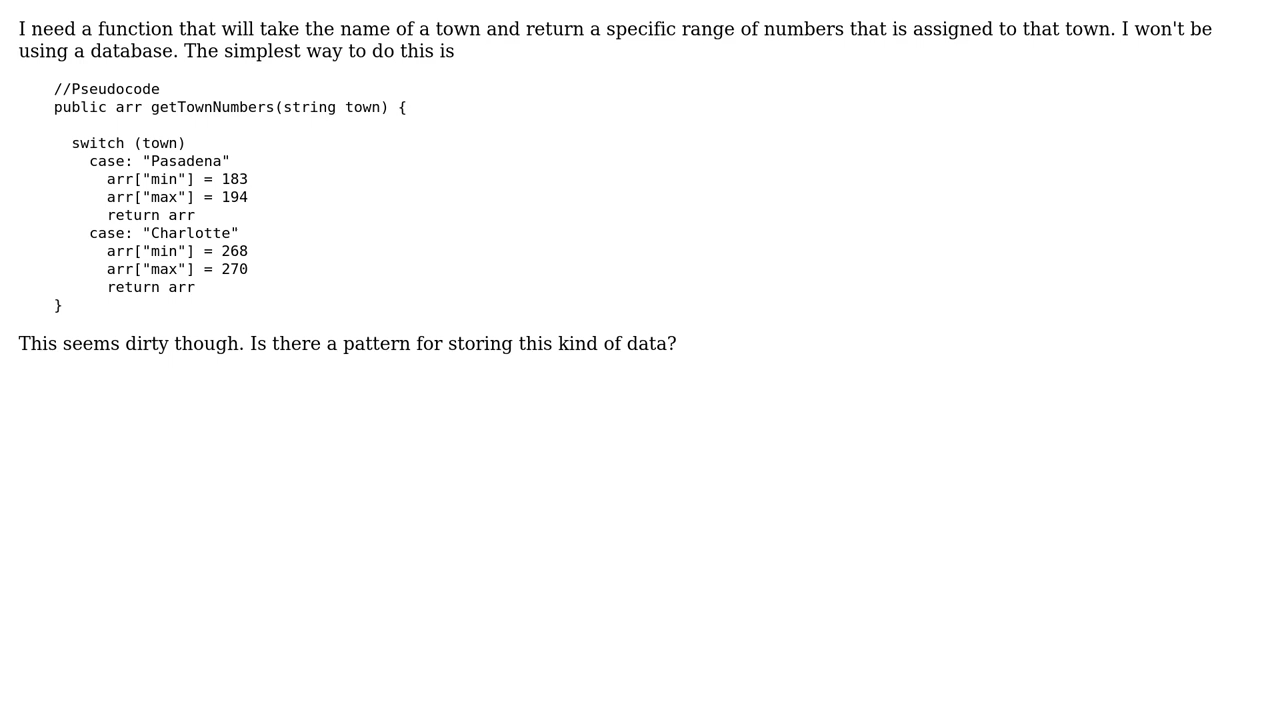 I need a function that will take the name of a town and return a specific range of numbers that is assigned to that town. I won't be
using a database. The simplest way to do this is
//Pseudocode
public arr getTownNumbers(string town) {
switch (town)
case: "Pasadena"
arr["min"] = 183
arr["max"] = 194
return arr
case: "Charlotte"
arr["min"] = 268
arr["max"] = 270
return arr
}
This seems dirty though. Is there a pattern for storing this kind of data?